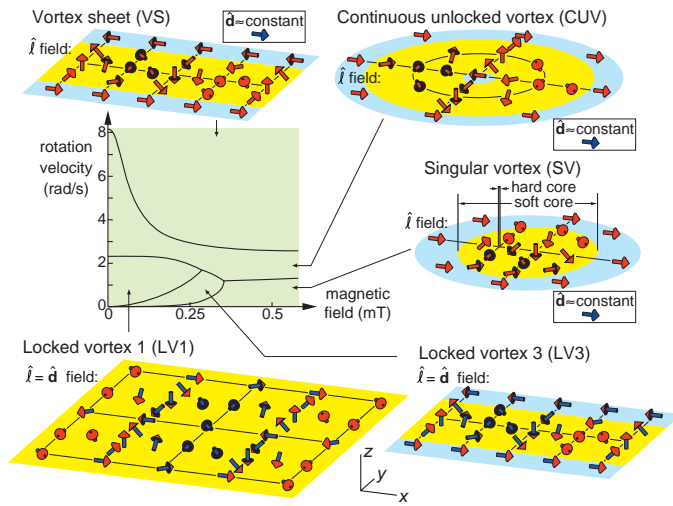 Vortex sheet (VS)
d̂≈constant
l̂ field:
Continuous unlocked vortex (CUV)
l̂ field:
d̂≈constant
8
rotation
velocity
(rad/s)
6
4
2
0
0
0.25
0.5
magnetic
field (mT)
Singular vortex (SV)
hard core
soft core
l̂ field:
d̂≈constant
Locked vortex 1 (LV1)
l̂ = d̂ field:
Locked vortex 3 (LV3)
l̂ = d̂ field:
z
y
x